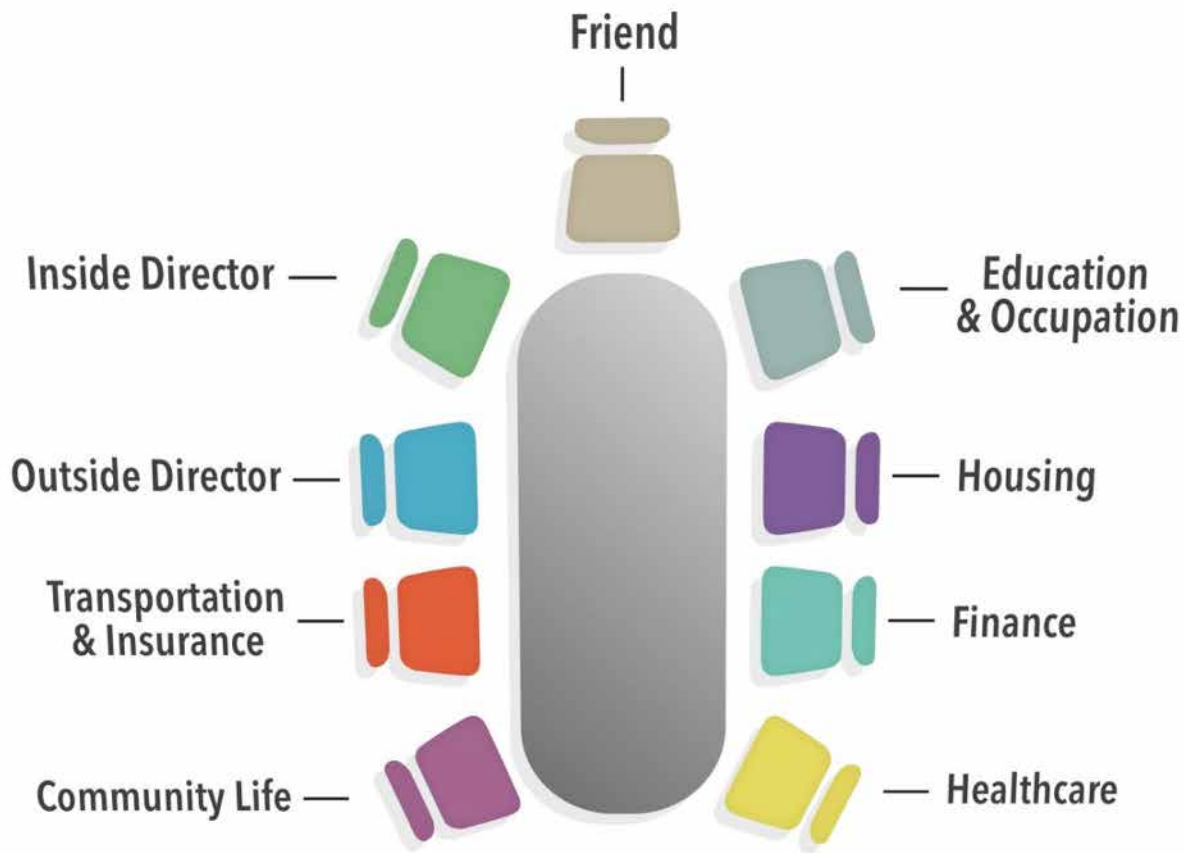 Friend
Inside Director
Education
& Occupation
Outside Director
Housing
Transportation
& Insurance
Finance
Community Life
Healthcare